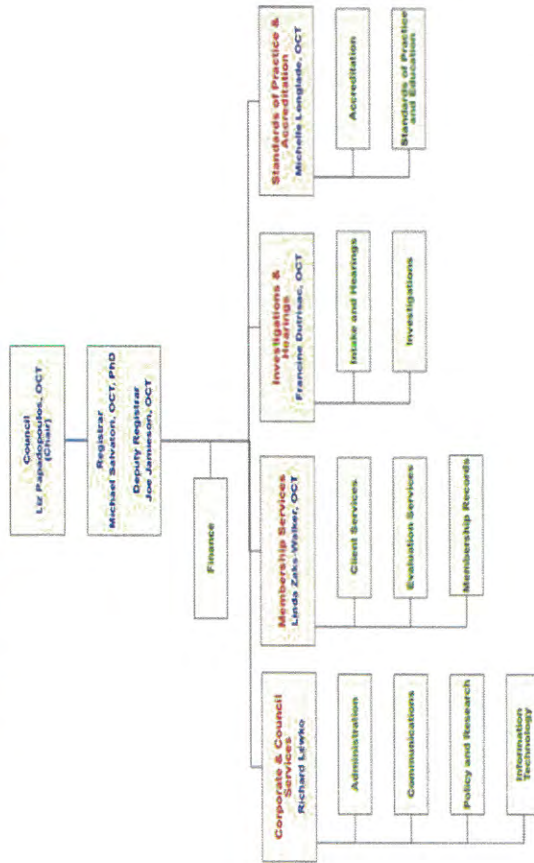 Council
Liz Papadopoulos, OCT
(Chair)
Registrar
Michael Salvatori, OCT, PhD
Deputy Registrar
Joe Jamieson, OCT
Finance
Corporate & Council
Services
Richard Lewko
Administration
Communications
Policy and Research
Information
Technology
Membership Services
Linda Zaks-Walker, OCT
Client Services
Evaluation Services
Membership Records
Investigations &
Hearings
Francine Dutrisac, OCT
Intake and Hearings
Investigations
Standards of Practice &
Accreditation
Michelle Longlade, OCT
Accreditation
Standards of Practice
and Education